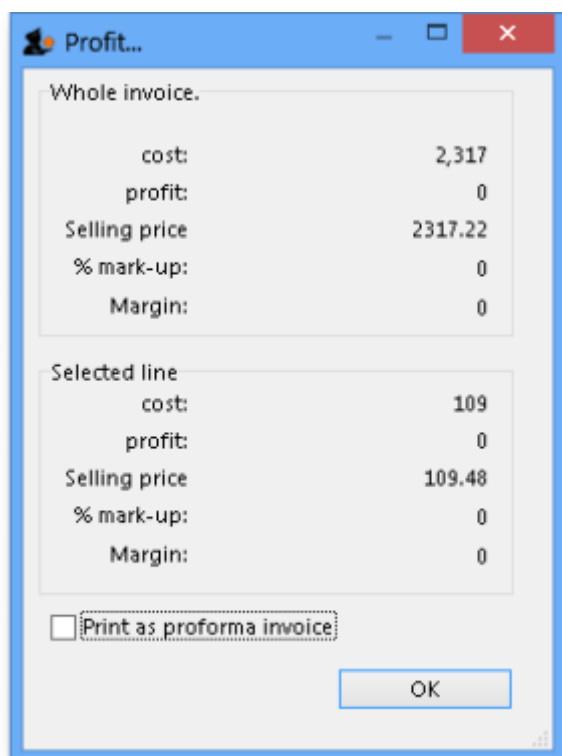 Profit...
Whole invoice.
cost: 2,317
profit: 0
Selling price 2317.22
% mark-up: 0
Margin: 0
Selected line
cost: 109
profit: 0
Selling price 109.48
% mark-up: 0
Margin: 0
Print as proforma invoice
OK